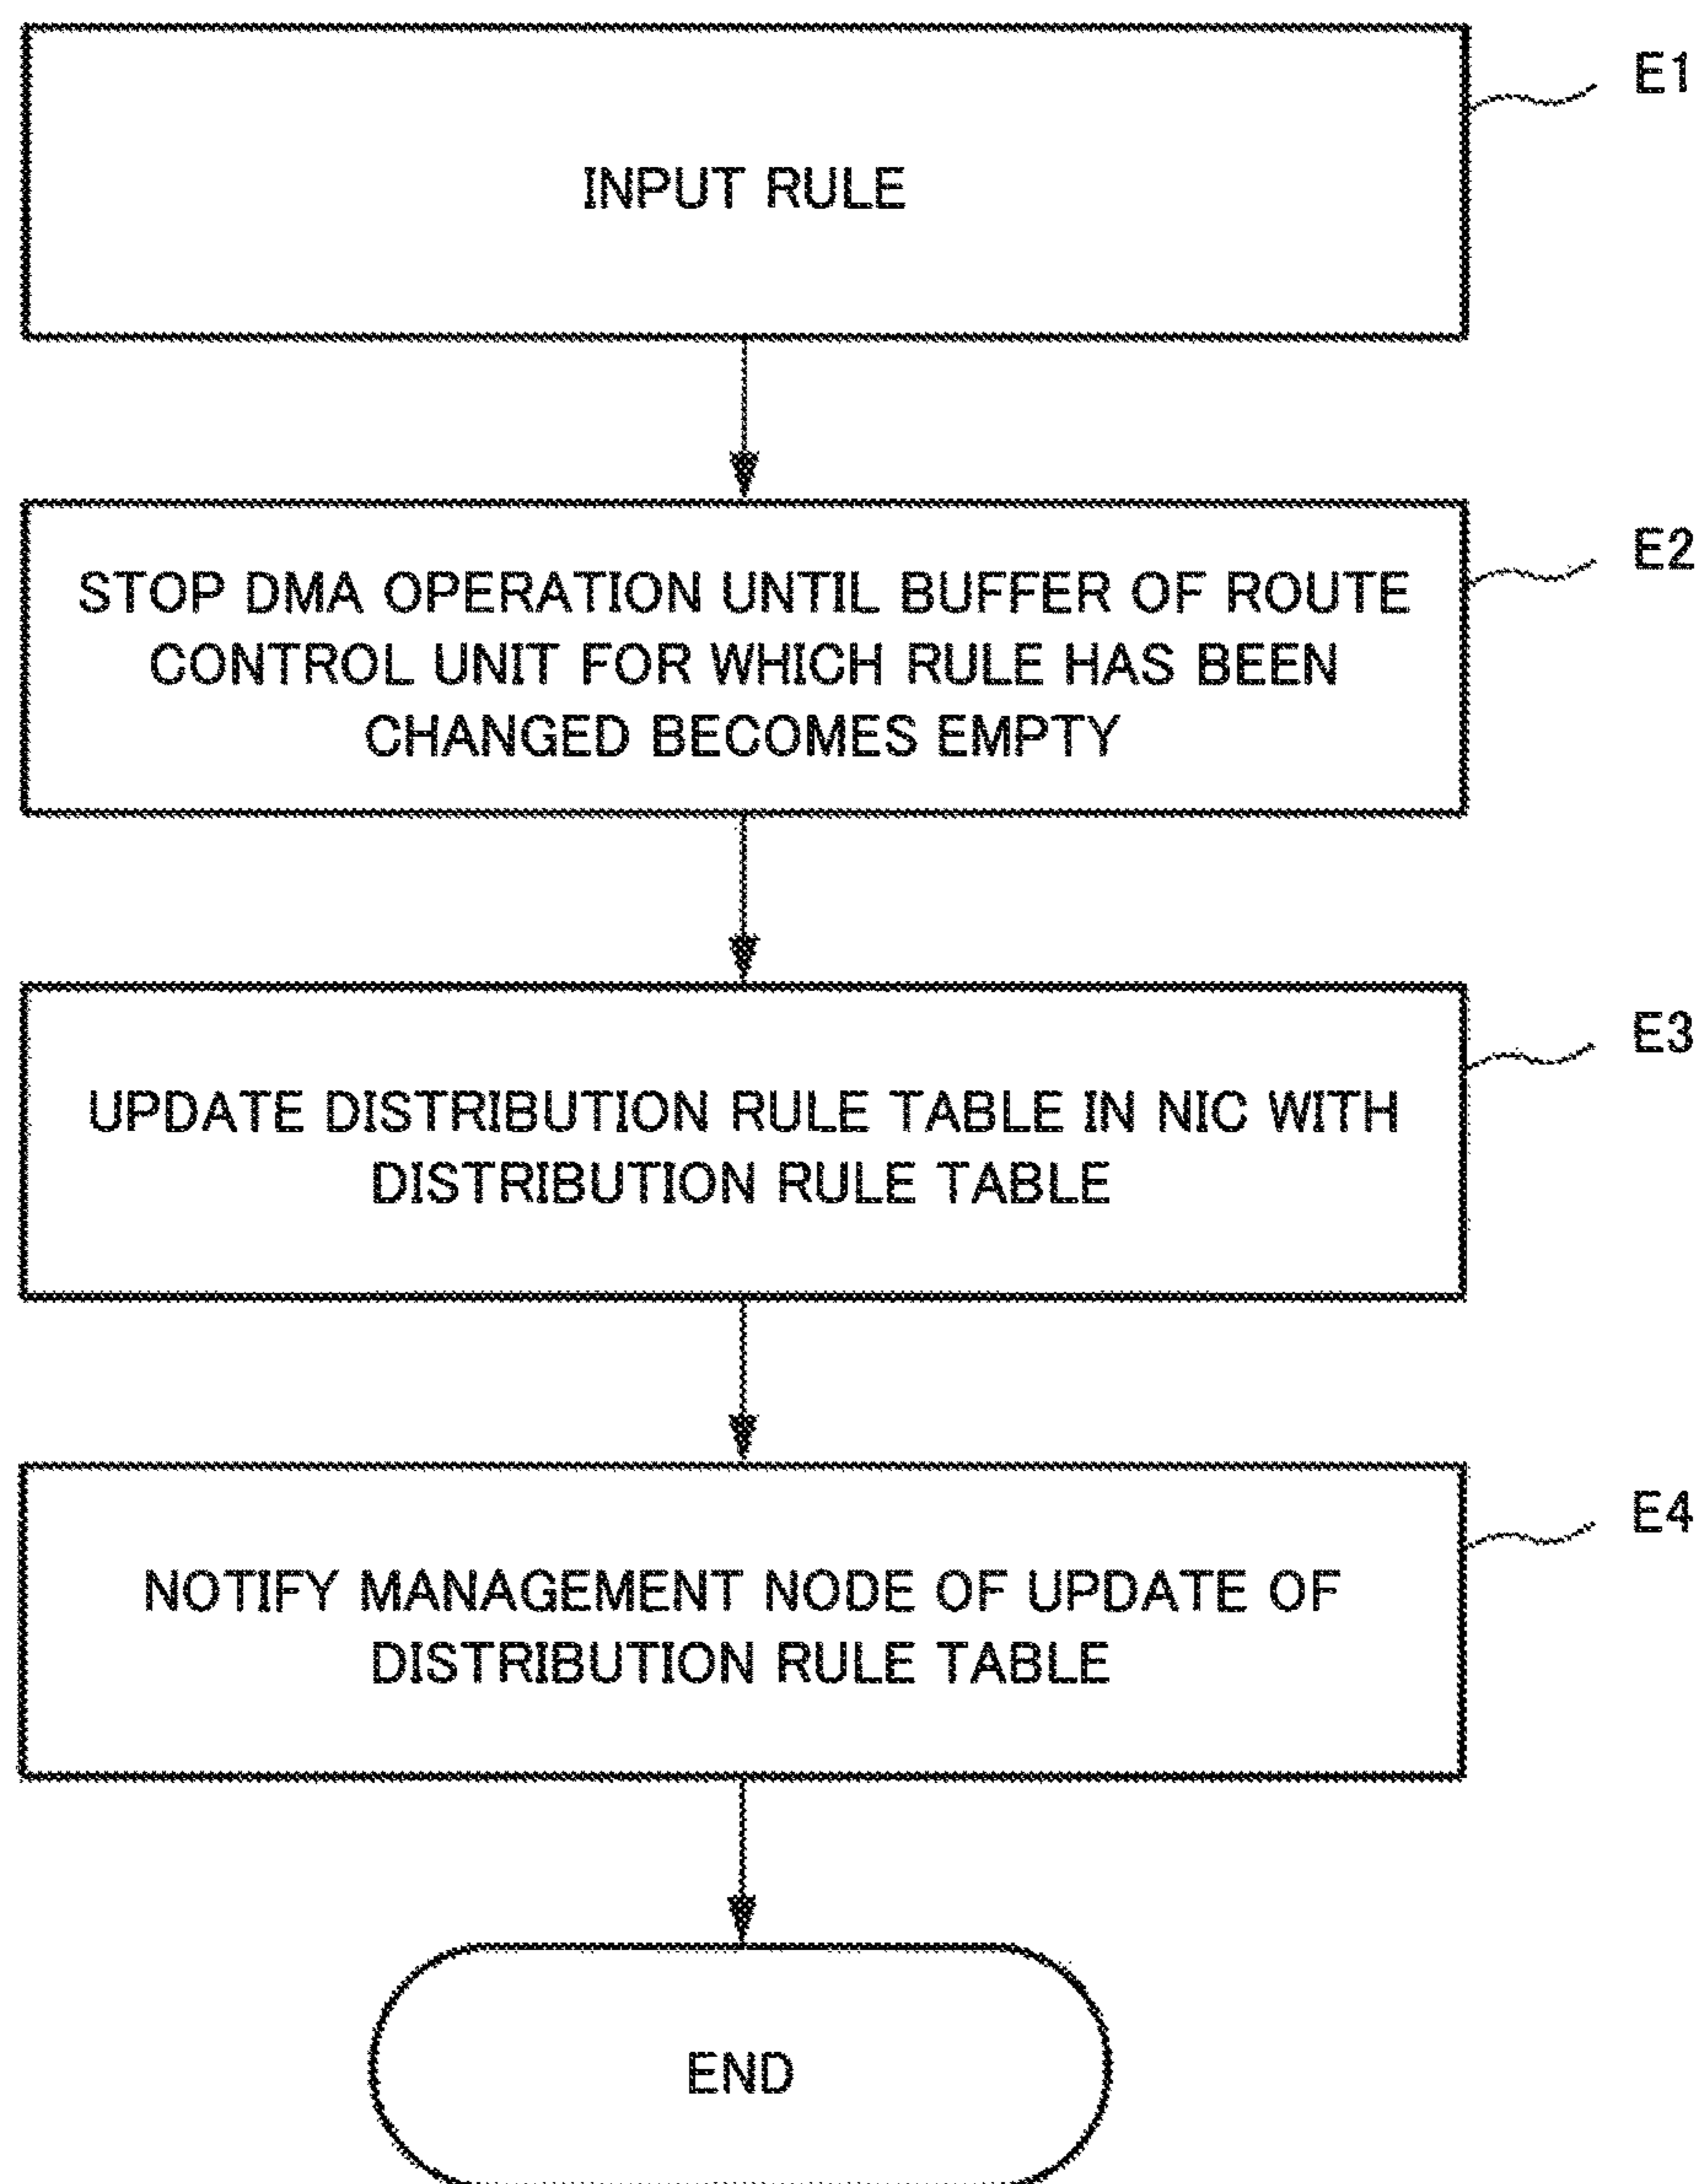 E1
INPUT RULE
E2
STOP DMA OPERATION UNTIL BUFFER OF ROUTE
CONTROL UNIT FOR WHICH RULE HAS BEEN
CHANGED BECOMES EMPTY
E3
UPDATE DISTRIBUTION RULE TABLE IN NIC WITH
DISTRIBUTION RULE TABLE
E4
NOTIFY MANAGEMENT NODE OF UPDATE OF
DISTRIBUTION RULE TABLE
END